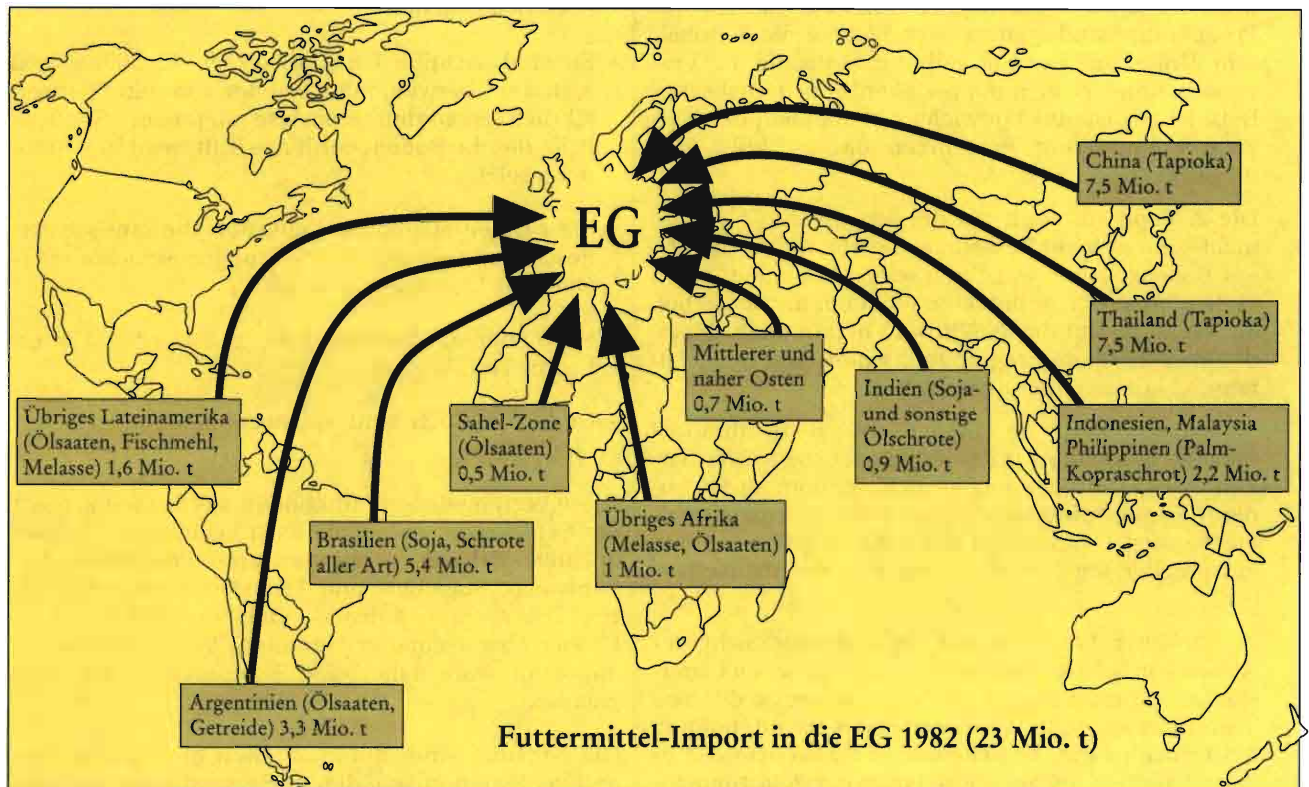 China (Tapioka)
7,5 Mio. t
EG
Thailand (Tapioka)
7,5 Mio. t
Mittlerer und
naher Osten
0,7 Mio. t
Indien (Soja-
und sonstige
Ölschrote)
0,9 Mio. t
Indonesien, Malaysia
Philippinen (Palm-
Kopraschrot) 2,2 Mio. t
Übriges Lateinamerika
(Ölsaaten, Fischmehl,
Melasse) 1,6 Mio. t
Sahel-Zone
(Ölsaaten)
0,5 Mio. t
Übriges Afrika
(Melasse, Ölsaaten)
1 Mio. t
Brasilien (Soja, Schrote
aller Art) 5,4 Mio. t
Argentinien (Ölsaaten,
Getreide) 3,3 Mio. t
Futtermittel-Import in die EG 1982 (23 Mio. t)